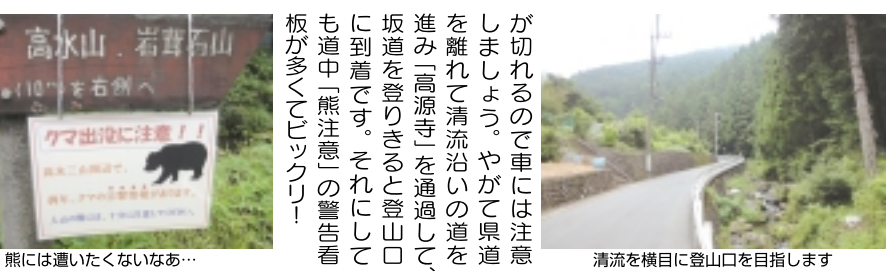 が切れるので車には注意
しましょう。やがて県道
を離れて清流沿いの道を
進み「高源寺」を通過して、
坂道を登りきると登山口
に到着です。それにして
も道中「熊注意」の警告看
板が多くてビックリ！
高水山．岩茸石山
を右側へ
クマ出没に注意！！
熊には遭いたくないなあ…
清流を横目に登山口を目指します